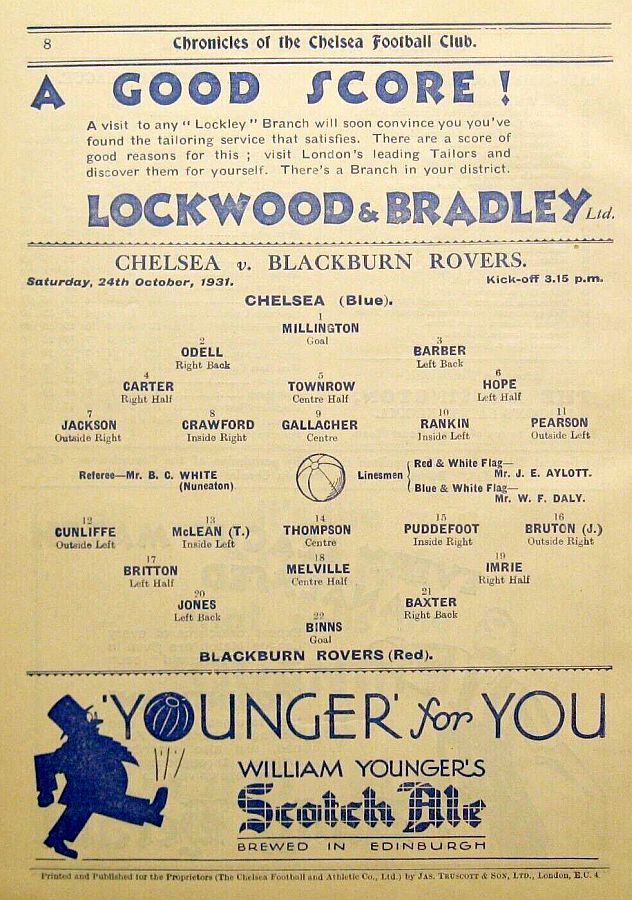 8 Chronicles of the Chelsea Football Club.
A GOOD SCORE!
A visit to any "Lockley" Branch will soon convince you you've
found the tailoring service that satisfies. There are a score of
good reasons for this; visit London's leading Tailors and
discover them for yourself. There's a Branch in your district.
LOCKWOOD & BRADLEY Ltd.
CHELSEA v. BLACKBURN ROVERS.
Saturday, 24th October, 1931. Kick-off 3.15 p.m.
CHELSEA (Blue).
1
MILLINGTON
Goal
2 3
ODELL BARBER
Right Back Left Back
4 5 6
CARTER TOWNROW HOPE
Right Half Centre Half Left Half
7 8 9 10 11
JACKSON CRAWFORD GALLACHER RANKIN PEARSON
Outside Right Inside Right Centre Inside Left Outside Left
Referee—Mr. B. C. WHITE
(Nuneaton)
Linesmen
Red & White Flag—
Mr. J. E. AYLOTT.
Blue & White Flag—
Mr. W. F. DALY.
12 13 14 15 16
CUNLIFFE McLEAN (T.) THOMPSON PUDDEFOOT BRUTON (J.)
Outside Left Inside Left Centre Inside Right Outside Right
17 18 19
BRITTON MELVILLE IMRIE
Left Half Centre Half Right Half
20 21
JONES BAXTER
Left Back Right Back
22
BINNS
Goal
BLACKBURN ROVERS (Red).
'YOUNGER' for YOU
WILLIAM YOUNGER'S
Scotch Ale
BREWED IN EDINBURGH
Printed and Published for the Proprietors (The Chelsea Football and Athletic Co., Ltd.) by JAS. TRUSCOTT & SON, LTD., London, E.C. 4.